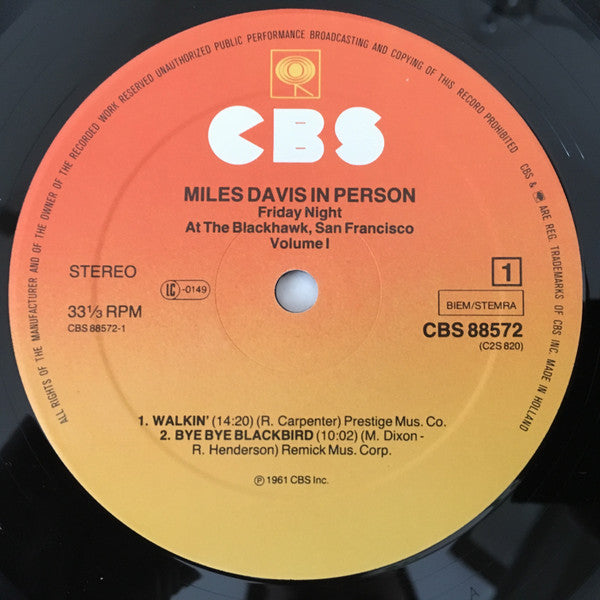 ALL RIGHTS OF THE MANUFACTURER AND OF THE OWNER OF THE RECORDED WORK RESERVED UNAUTHORIZED PUBLIC PERFORMANCE BROADCASTING AND COPYING OF THIS RECORD PROHIBITED
CBS & ARE REG. TRADEMARKS OF CBS INC. MADE IN HOLLAND
CBS
MILES DAVIS IN PERSON
Friday Night
At The Blackhawk, San Francisco
Volume I
STEREO
LC -0149
1
33⅓ RPM
BIEM/STEMRA
CBS 88572-1
CBS 88572
(C2S 820)
1. WALKIN' (14:20) (R. Carpenter) Prestige Mus. Co.
2. BYE BYE BLACKBIRD (10:02) (M. Dixon -
R. Henderson) Remick Mus. Corp.
℗ 1961 CBS Inc.
A